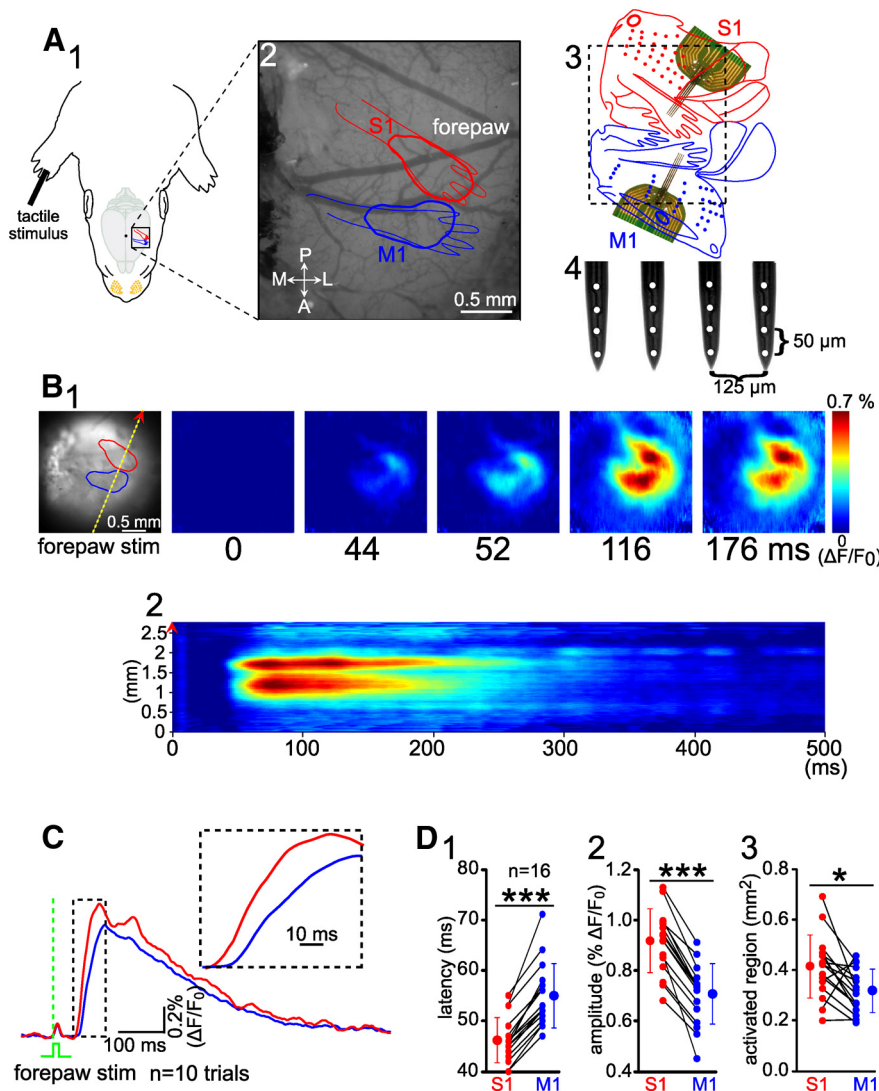 A
1
tactile
stimulus
2
S1
forepaw
M1
P
M L
A
0.5 mm
3
S1
M1
4
50 µm
125 µm
B
1
0.5 mm
forepaw stim
0
44
52
116
176 ms
0.7 %
0
(ΔF/F0)
2
(mm)
2.5
2
1.5
1
0.5
0
0 100 200 300 400 500
(ms)
C
10 ms
0.2%
(ΔF/F0)
100 ms
forepaw stim n=10 trials
D
1
n=16
***
latency (ms)
80
70
60
50
40
S1 M1
2
***
amplitude (% ΔF/F0)
1.2
1.0
0.8
0.6
0.4
S1 M1
3
*
activated region (mm²)
0.8
0.6
0.4
0.2
0.0
S1 M1